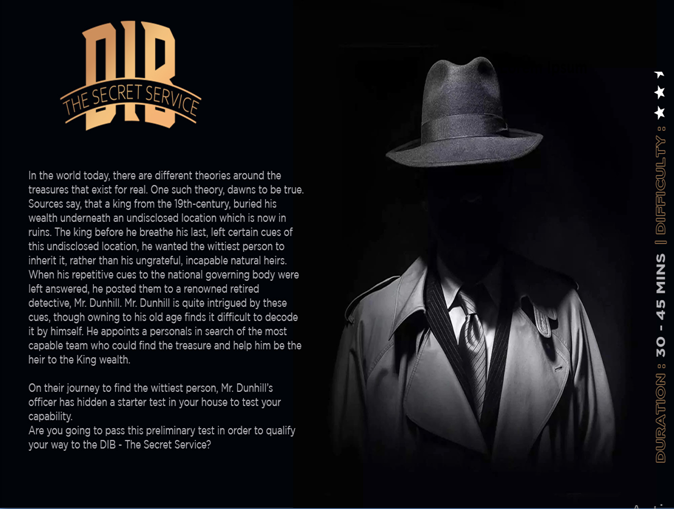 DIB
THE SECRET SERVICE
In the world today, there are different theories around the
treasures that exist for real. One such theory, dawns to be true.
Sources say, that a king from the 19th-century, buried his
wealth underneath an undisclosed location which is now in
ruins. The king before he breathe his last, left certain cues of
this undisclosed location, he wanted the wittiest person to
inherit it, rather than his ungrateful, incapable natural heirs.
When his repetitive cues to the national governing body were
left answered, he posted them to a renowned retired
detective, Mr. Dunhill. Mr. Dunhill is quite intrigued by these
cues, though owning to his old age finds it difficult to decode
it by himself. He appoints a personals in search of the most
capable team who could find the treasure and help him be the
heir to the King wealth.
On their journey to find the wittiest person, Mr. Dunhill's
officer has hidden a starter test in your house to test your
capability.
Are you going to pass this preliminary test in order to qualify
your way to the DIB - The Secret Service?
DURATION : 30 - 45 MINS | DIFFICULTY :